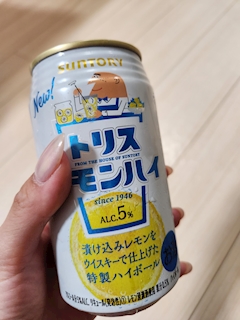 SUNTORY
New!
トリス
レモンハイ
FROM THE HOUSE OF SUNTORY
since 1946
ALC.5%
漬け込みレモンを
ウイスキーで仕上げた
特製ハイボール